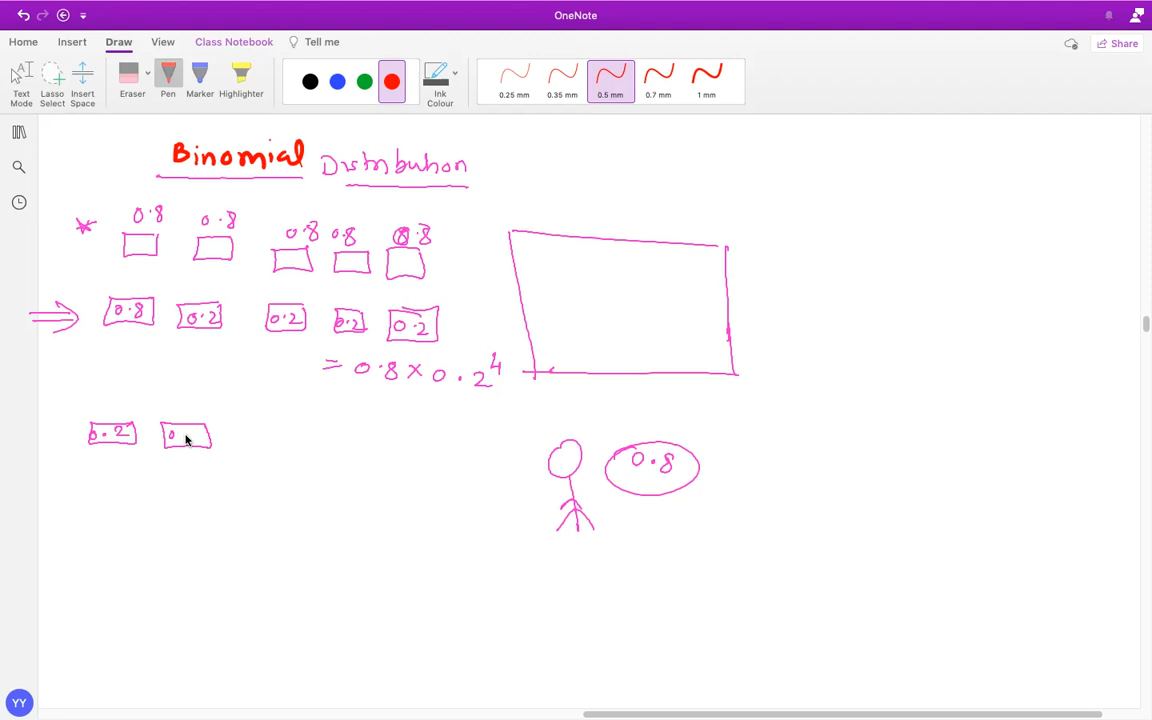 OneNote
Home Insert Draw View Class Notebook Tell me Share
Text Mode Lasso Select Insert Space Eraser Pen Marker Highlighter Ink Colour 0.25 mm 0.35 mm 0.5 mm 0.7 mm 1 mm
Binomial Distribution
0.8 0.8 0.8 0.8 0.8
0.8 0.2 0.2 0.2 0.2
= 0.8 × 0.2⁴
0.2 0.
0.8
YY